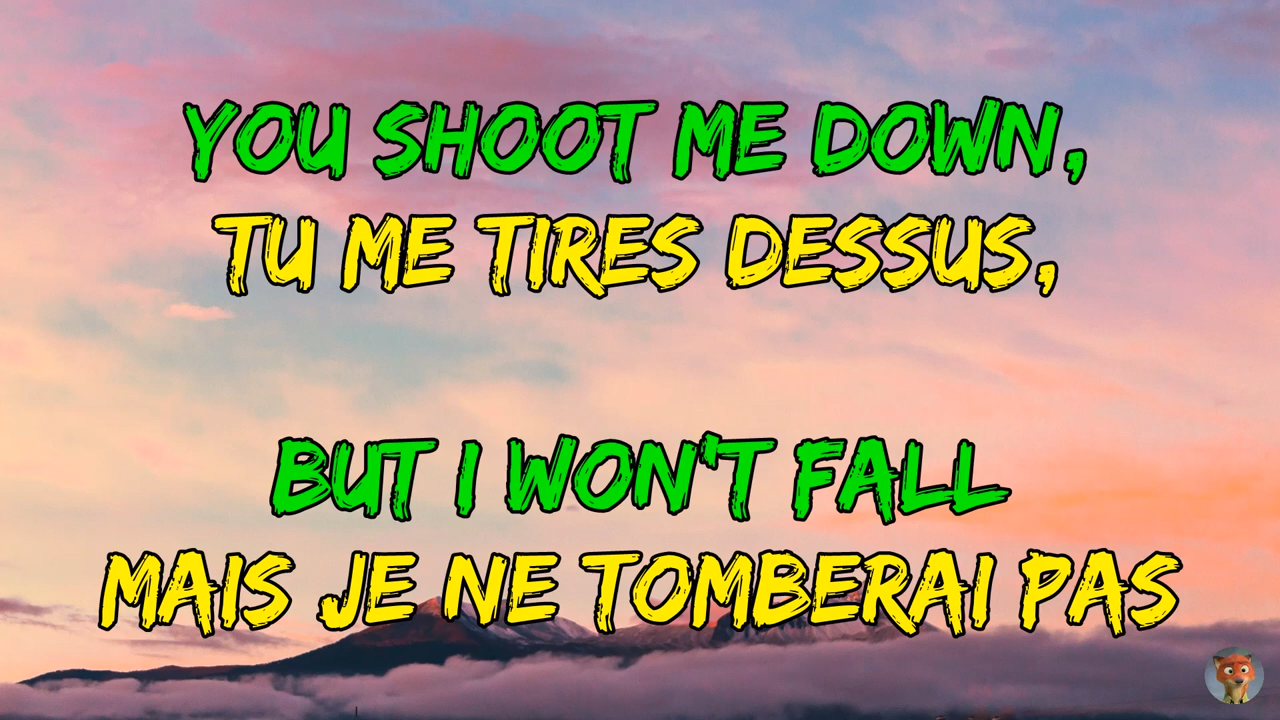 YOU SHOOT ME DOWN,
TU ME TIRES DESSUS,
BUT I WON'T FALL
MAIS JE NE TOMBERAI PAS